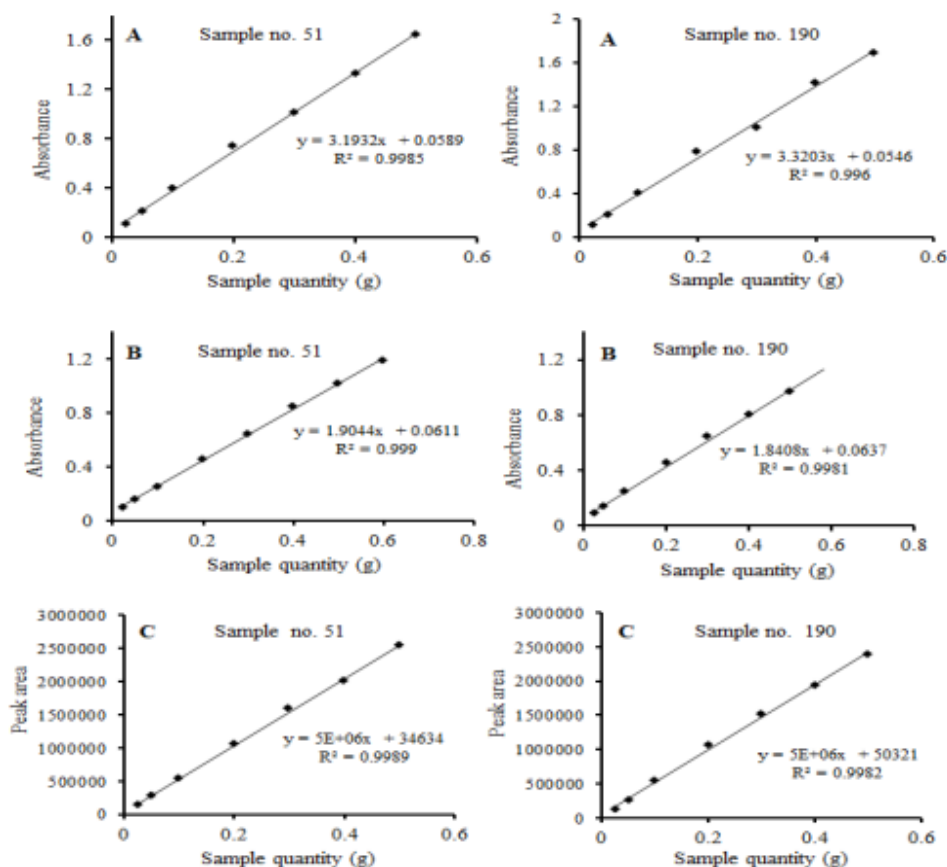 A Sample no. 51
Absorbance
1.6
1.2
0.8
0.4
0
y = 3.1932x + 0.0589
R² = 0.9985
0 0.2 0.4 0.6
Sample quantity (g)
A Sample no. 190
Absorbance
2
1.6
1.2
0.8
0.4
0
y = 3.3203x + 0.0546
R² = 0.996
0 0.2 0.4 0.6
Sample quantity (g)
B Sample no. 51
Absorbance
1.2
0.8
0.4
0
y = 1.9044x + 0.0611
R² = 0.999
0 0.2 0.4 0.6 0.8
Sample quantity (g)
B Sample no. 190
Absorbance
1.2
0.8
0.4
0
y = 1.8408x + 0.0637
R² = 0.9981
0 0.2 0.4 0.6 0.8
Sample quantity (g)
C Sample no. 51
Peak area
3000000
2500000
2000000
1500000
1000000
500000
0
y = 5E+06x + 34634
R² = 0.9989
0 0.2 0.4 0.6
Sample quantity (g)
C Sample no. 190
Peak area
3000000
2500000
2000000
1500000
1000000
500000
0
y = 5E+06x + 50321
R² = 0.9982
0 0.2 0.4 0.6
Sample quantity (g)